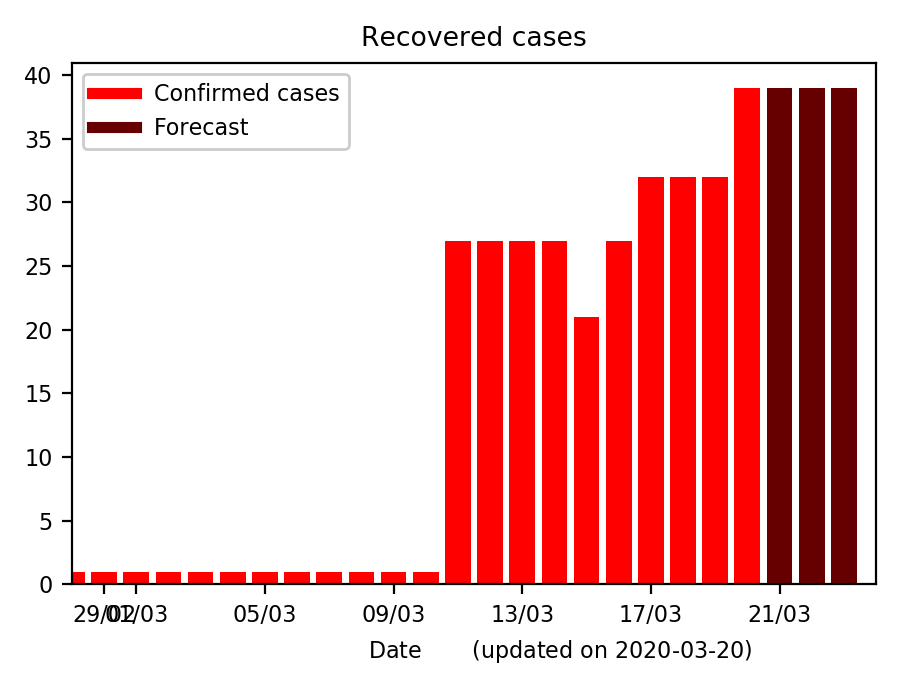 Recovered cases
Confirmed cases
Forecast
40
35
30
25
20
15
10
5
0
29/02 01/03 05/03 09/03 13/03 17/03 21/03
Date (updated on 2020-03-20)